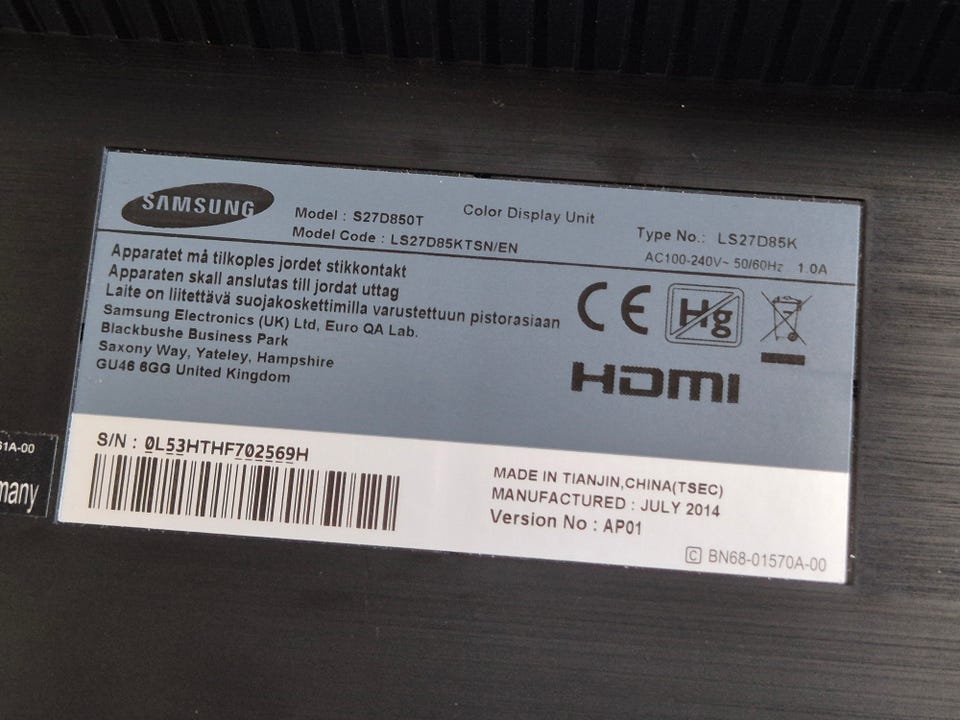 SAMSUNG
Model : S27D850T
Color Display Unit
Type No.: LS27D85K
Model Code : LS27D85KTSN/EN
AC100-240V~ 50/60Hz 1.0A
Apparatet må tilkoples jordet stikkontakt
Apparaten skall anslutas till jordat uttag
Laite on liitettävä suojakoskettimilla varustettuun pistorasiaan
Samsung Electronics (UK) Ltd, Euro QA Lab.
Blackbushe Business Park
Saxony Way, Yateley, Hampshire
GU46 6GG United Kingdom
CE
Hg
HDMI
S/N : 0L53HTHF702569H
MADE IN TIANJIN,CHINA(TSEC)
MANUFACTURED : JULY 2014
Version No : AP01
C BN68-01570A-00
51A-00
many